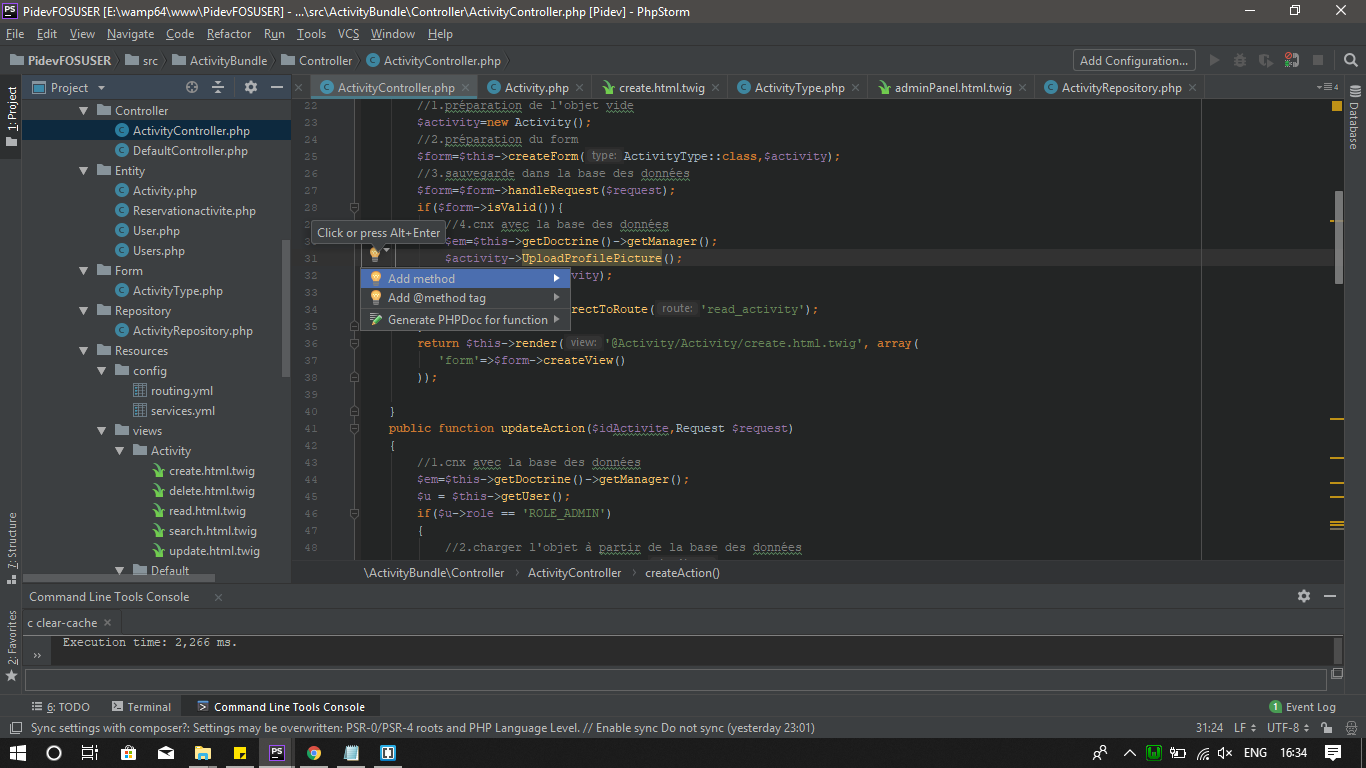 PS PidevFOSUSER [E:\wamp64\www\PidevFOSUSER] - ...\src\ActivityBundle\Controller\ActivityController.php [Pidev] - PhpStorm
File Edit View Navigate Code Refactor Run Tools VCS Window Help
PidevFOSUSER src ActivityBundle Controller ActivityController.php Add Configuration...
1: Project
Project
ActivityController.php Activity.php create.html.twig ActivityType.php adminPanel.html.twig ActivityRepository.php
Database
Controller
ActivityController.php
DefaultController.php
Entity
Activity.php
Reservationactivite.php
User.php
Users.php
Form
ActivityType.php
Repository
ActivityRepository.php
Resources
config
routing.yml
services.yml
views
Activity
create.html.twig
delete.html.twig
read.html.twig
search.html.twig
update.html.twig
Default
22 //1.préparation de l'objet vide
23 $activity=new Activity();
24 //2.préparation du form
25 $form=$this->createForm( type: ActivityType::class,$activity);
26 //3.sauvegarde dans la base des données
27 $form=$form->handleRequest($request);
28 if($form->isValid()){
//4.cnx avec la base des données
Click or press Alt+Enter
$em=$this->getDoctrine()->getManager();
31 $activity->UploadProfilePicture();
32 vity);
33
34 rectToRoute( route: 'read_activity');
35
36 return $this->render( view: '@Activity/Activity/create.html.twig', array(
37 'form'=>$form->createView()
38 ));
39
40 }
41 public function updateAction($idActivite,Request $request)
42 {
43 //1.cnx avec la base des données
44 $em=$this->getDoctrine()->getManager();
45 $u = $this->getUser();
46 if($u->role == 'ROLE_ADMIN')
47 {
48 //2.charger l'objet à partir de la base des données
Add method
Add @method tag
Generate PHPDoc for function
\ActivityBundle\Controller ActivityController createAction()
7: Structure
2: Favorites
Command Line Tools Console
c clear-cache
Execution time: 2,266 ms.
››
6: TODO Terminal Command Line Tools Console 1 Event Log
Sync settings with composer?: Settings may be overwritten: PSR-0/PSR-4 roots and PHP Language Level. // Enable sync Do not sync (yesterday 23:01) 31:24 LF UTF-8
PS ENG 16:34